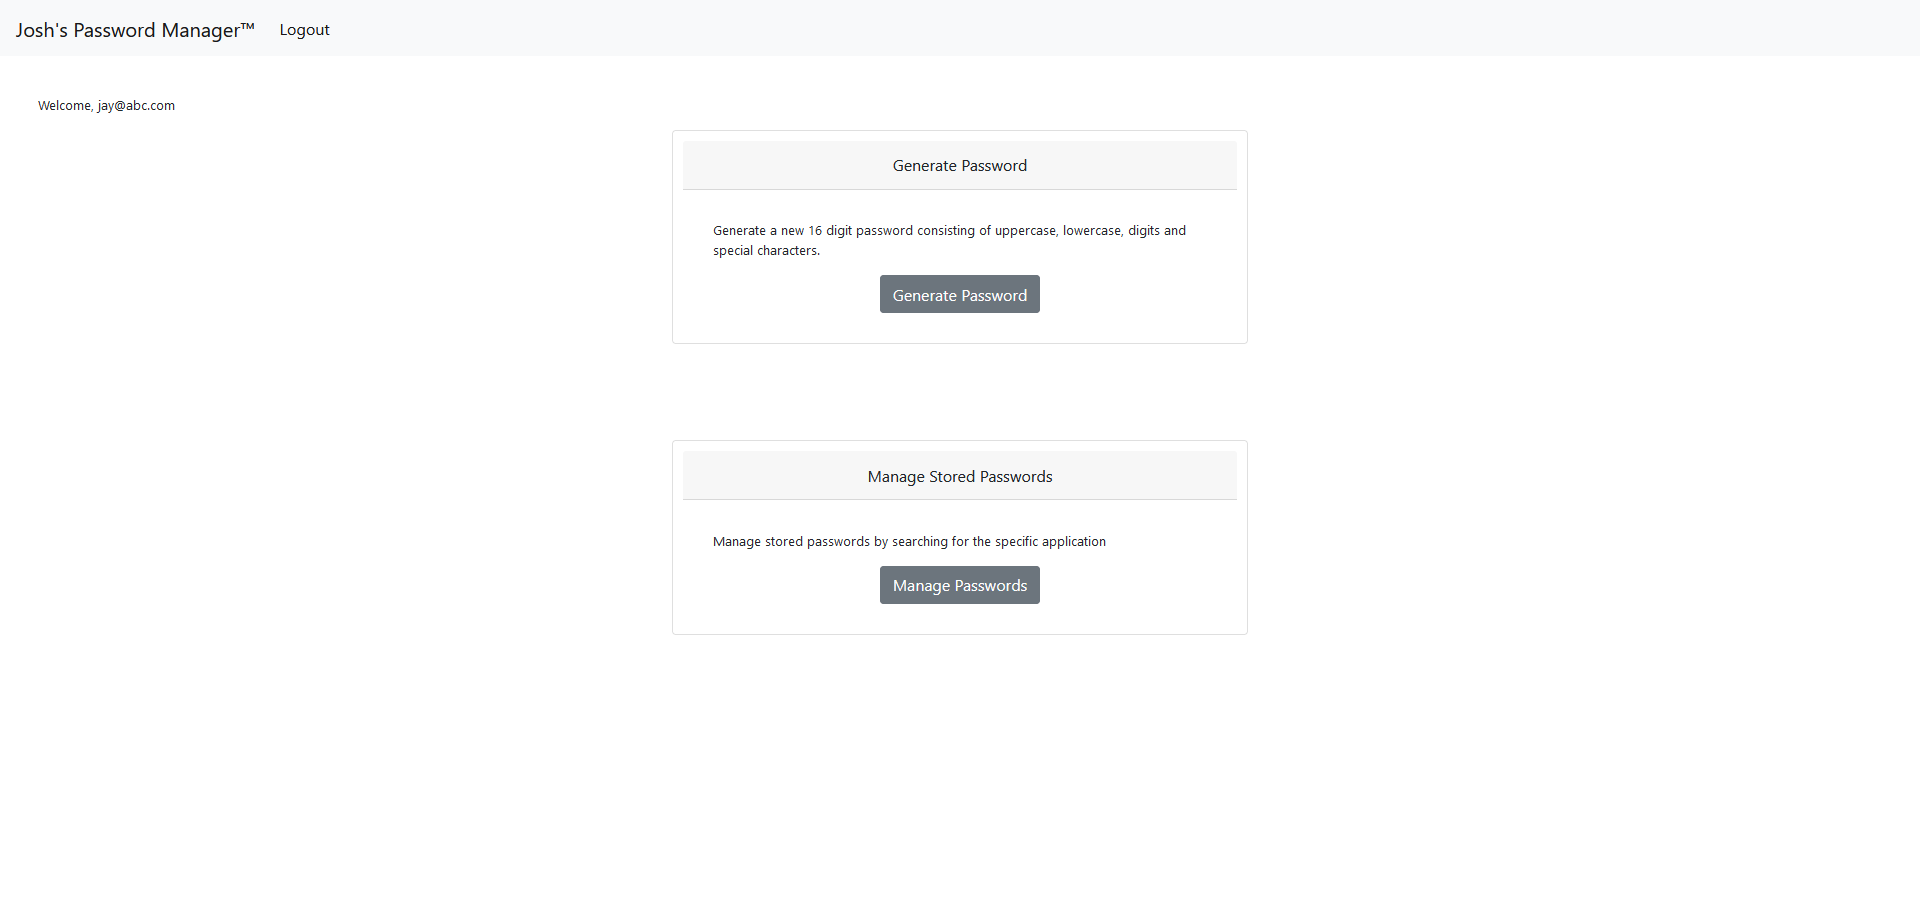 Josh's Password Manager™ Logout
Welcome, jay@abc.com
Generate Password
Generate a new 16 digit password consisting of uppercase, lowercase, digits and
special characters.
Generate Password
Manage Stored Passwords
Manage stored passwords by searching for the specific application
Manage Passwords